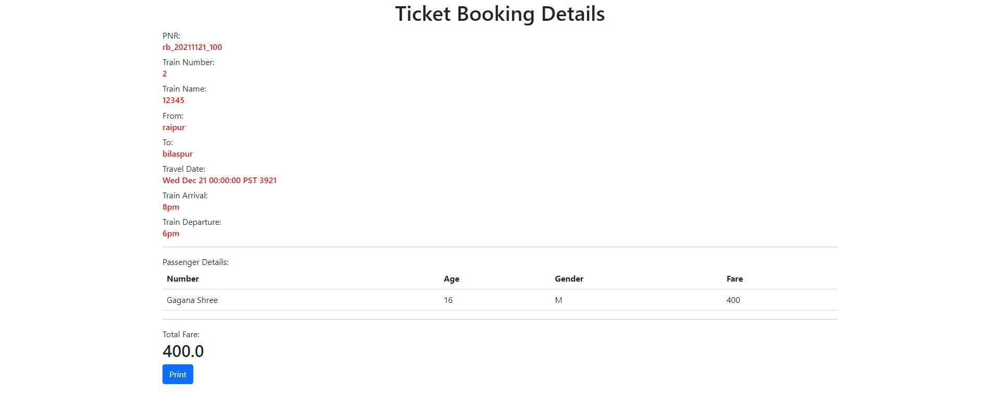 Ticket Booking Details
PNR:
rb_20211121_100
Train Number:
2
Train Name:
12345
From:
raipur
To:
bilaspur
Travel Date:
Wed Dec 21 00:00:00 PST 3921
Train Arrival:
8pm
Train Departure:
6pm
Passenger Details:
Number Age Gender Fare
Gagana Shree 16 M 400
Total Fare:
400.0
Print